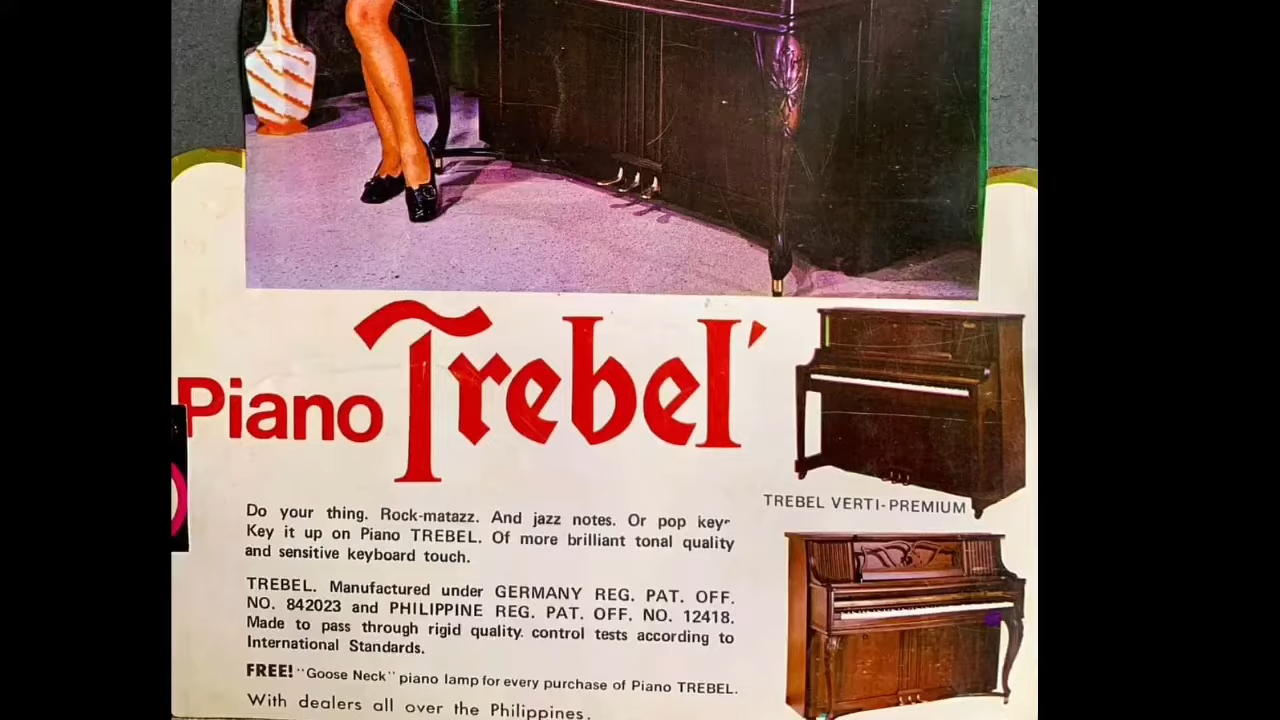 Piano Trebel'
TREBEL VERTI-PREMIUM
Do your thing. Rock-matazz. And jazz notes. Or pop key-
Key it up on Piano TREBEL. Of more brilliant tonal quality
and sensitive keyboard touch.
TREBEL. Manufactured under GERMANY REG. PAT. OFF.
NO. 842023 and PHILIPPINE REG. PAT. OFF. NO. 12418.
Made to pass through rigid quality. control tests according to
International Standards.
FREE! "Goose Neck" piano lamp for every purchase of Piano TREBEL.
With dealers all over the Philippines.